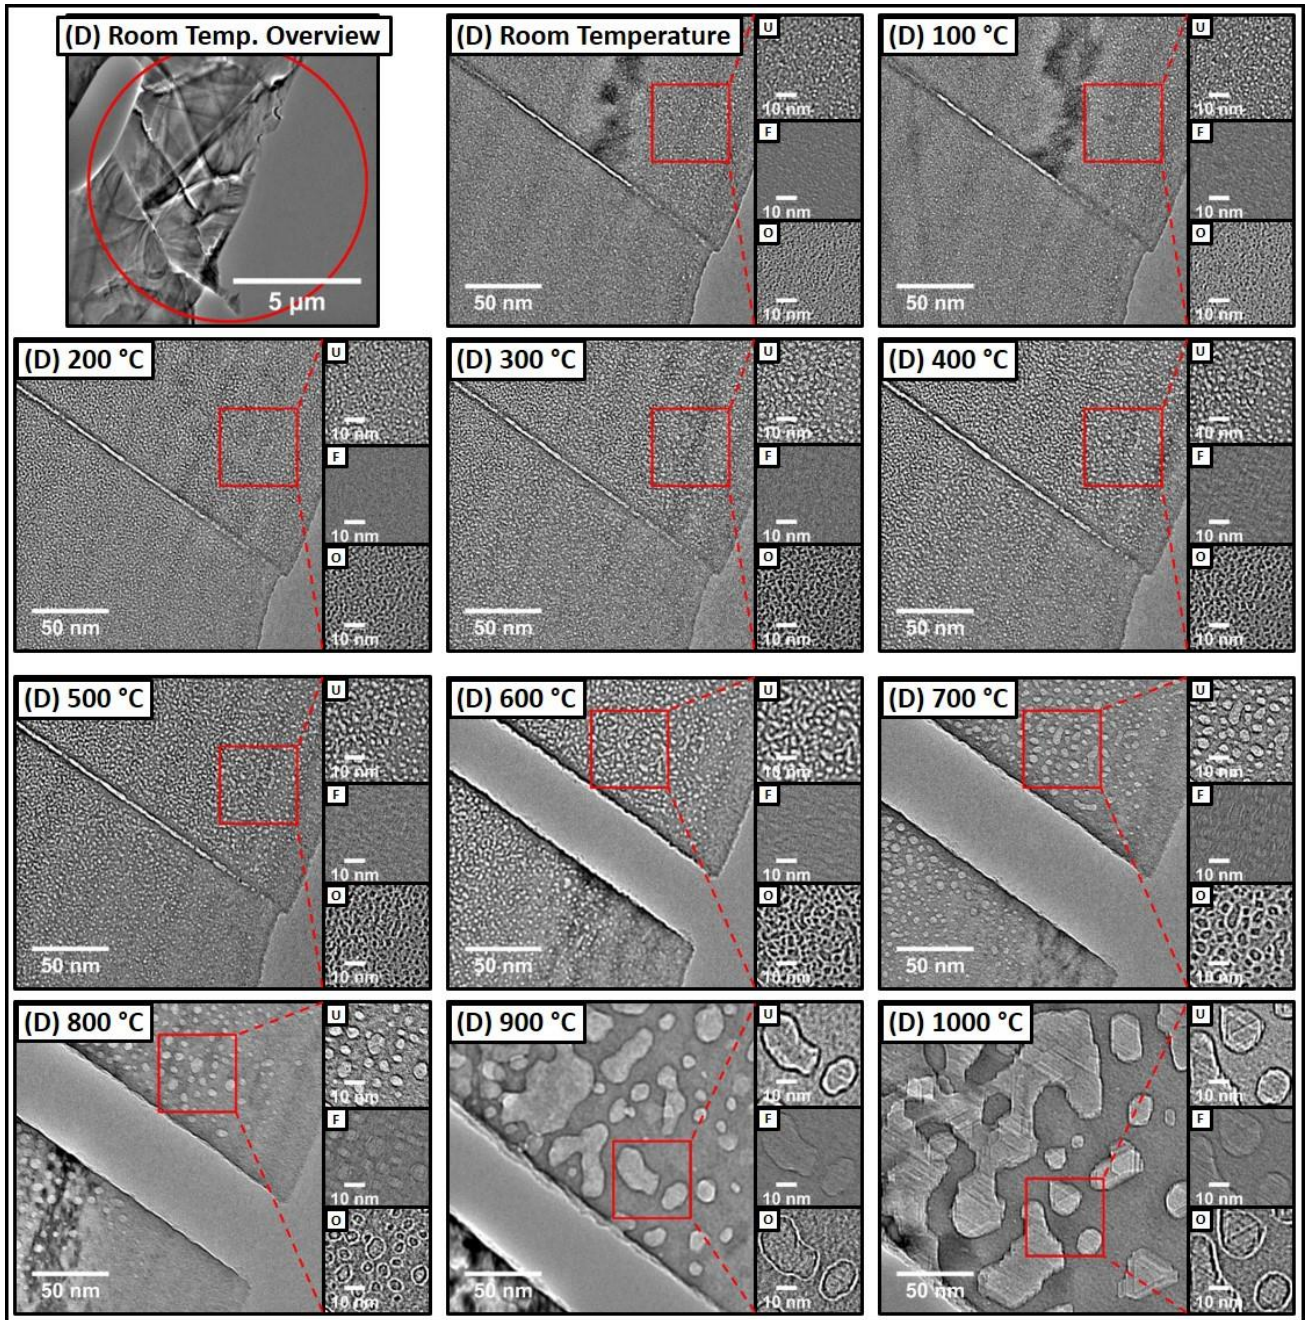 (D) Room Temp. Overview
5 µm
(D) Room Temperature
50 nm
U
10 nm
F
10 nm
O
10 nm
(D) 100 °C
50 nm
U
10 nm
F
10 nm
O
10 nm
(D) 200 °C
50 nm
U
10 nm
F
10 nm
O
10 nm
(D) 300 °C
50 nm
U
10 nm
F
10 nm
O
10 nm
(D) 400 °C
50 nm
U
10 nm
F
10 nm
O
10 nm
(D) 500 °C
50 nm
U
10 nm
F
10 nm
O
10 nm
(D) 600 °C
50 nm
U
10 nm
F
10 nm
O
10 nm
(D) 700 °C
50 nm
U
10 nm
F
10 nm
O
10 nm
(D) 800 °C
50 nm
U
10 nm
F
10 nm
O
10 nm
(D) 900 °C
50 nm
U
10 nm
F
10 nm
O
10 nm
(D) 1000 °C
50 nm
U
10 nm
F
10 nm
O
10 nm